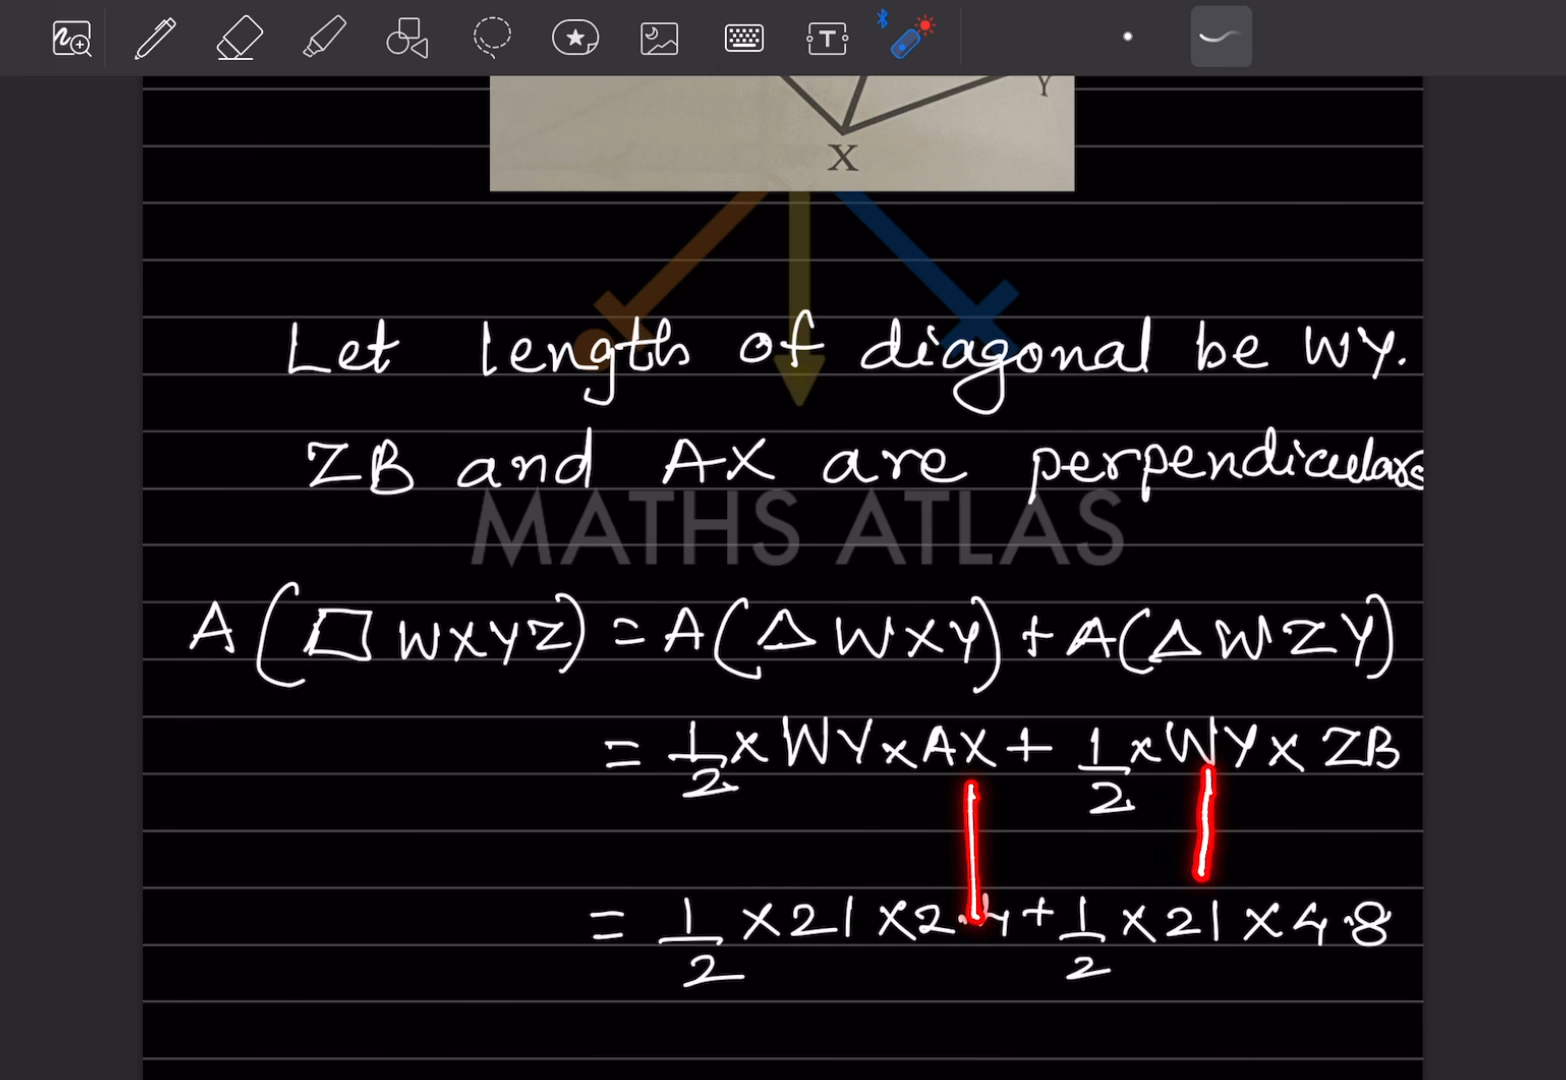 Y
X
Let length of diagonal be WY.
ZB and AX are perpendiculars
MATHS ATLAS
A(□ WXYZ) = A(△ WXY) + A(△ WZY)
= 1/2 × WY × AX + 1/2 × WY × ZB
= 1/2 × 21 × 2.4 + 1/2 × 21 × 4.8